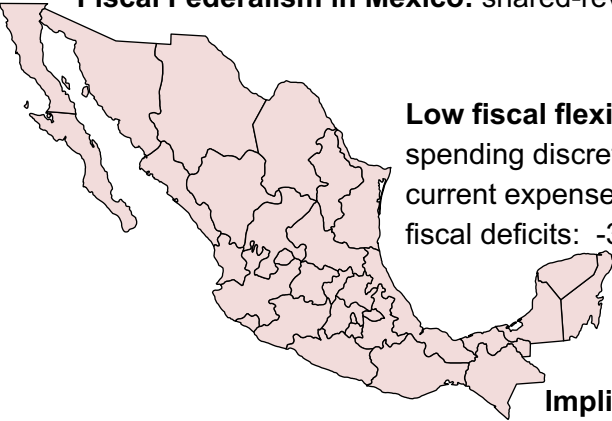 Fiscal Federalism in Mexico: shared-rev
Low fiscal flexi
spending discre
current expense
fiscal deficits: -3
Impli